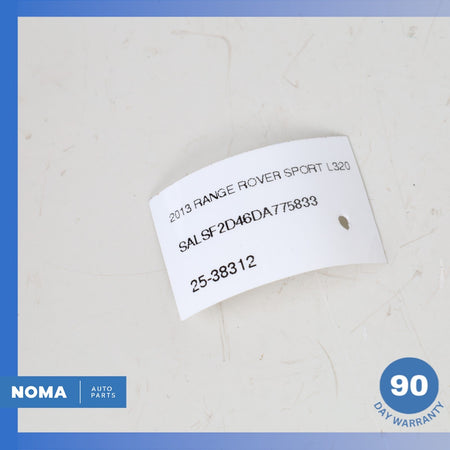 2013 RANGE ROVER SPORT L320
SALSF2D46DA775833
25-38312
NOMA
AUTO
PARTS
90
DAY WARRANTY